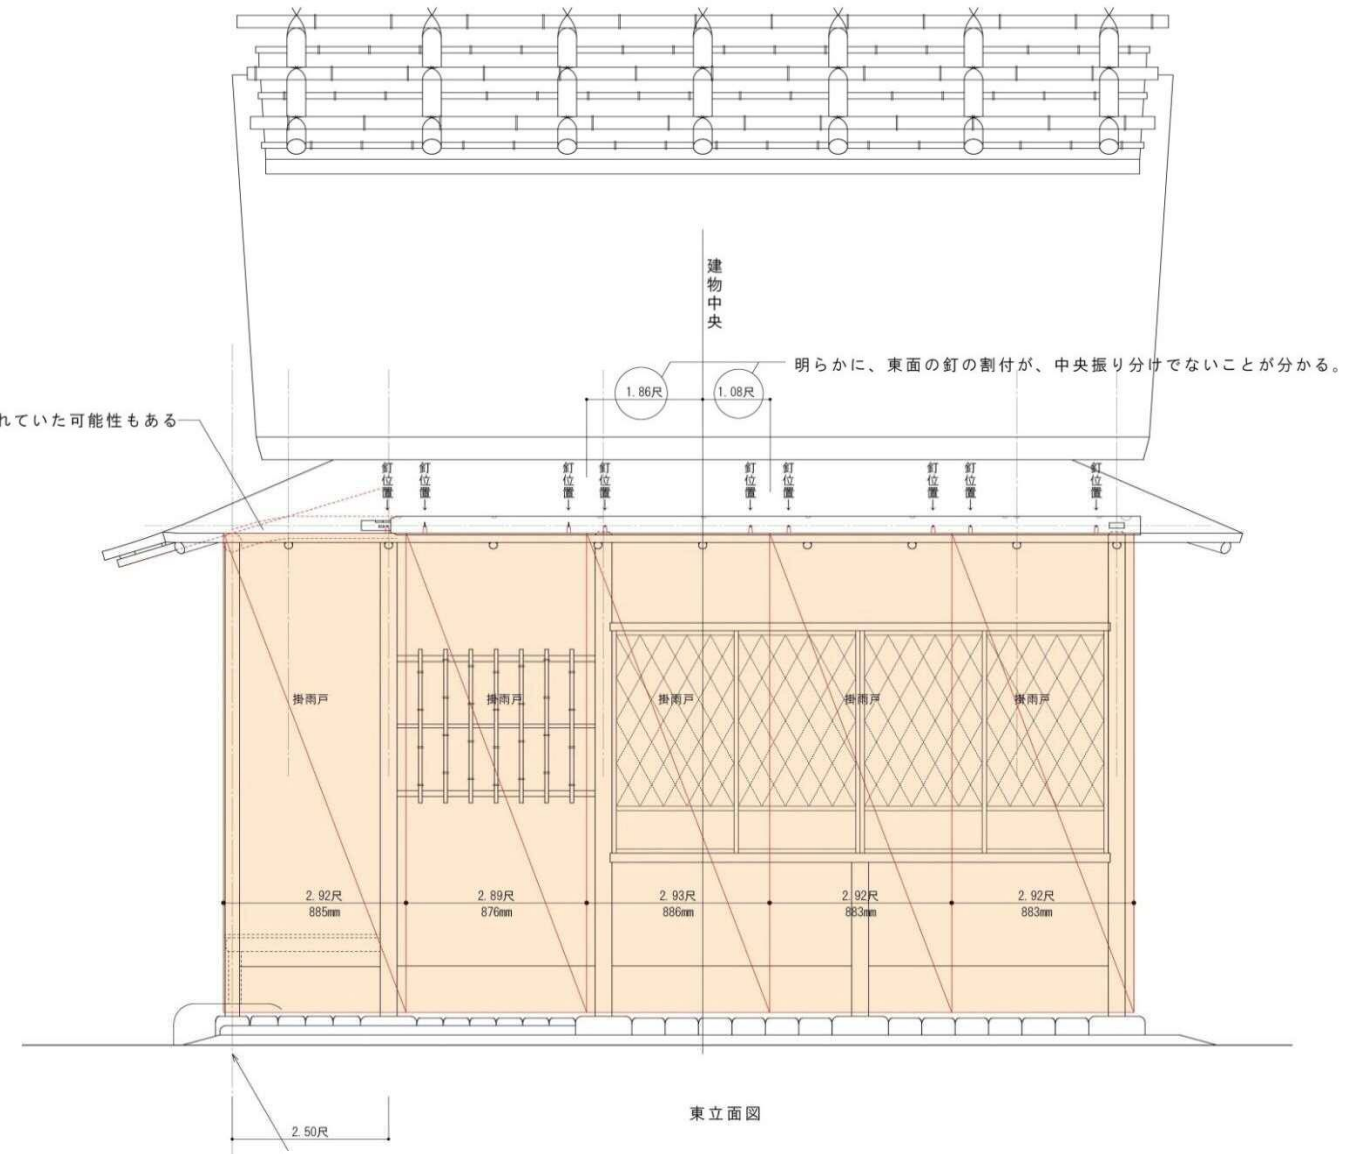 建物中央
明らかに、東面の釘の割付が、中央振り分けでないことが分かる。
1.86尺
1.08尺
れていた可能性もある
釘位置
釘位置
釘位置
釘位置
釘位置
釘位置
釘位置
釘位置
釘位置
掛雨戸
掛雨戸
掛雨戸
掛雨戸
掛雨戸
2.92尺
885mm
2.89尺
876mm
2.93尺
886mm
2.92尺
883mm
2.92尺
883mm
東立面図
2.50尺